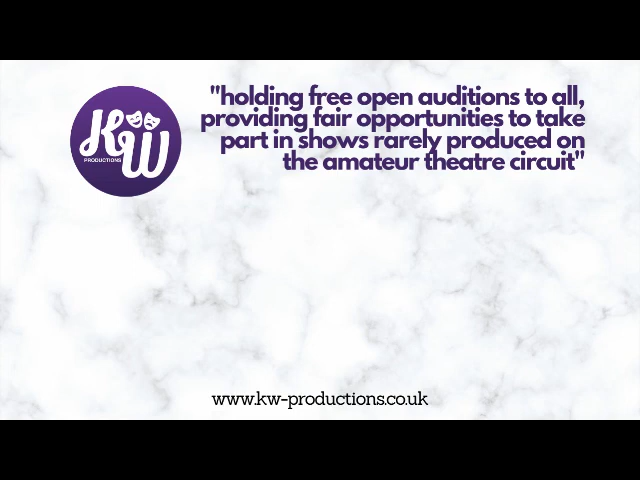 KW
PRODUCTIONS
"holding free open auditions to all,
providing fair opportunities to take
part in shows rarely produced on
the amateur theatre circuit"
www.kw-productions.co.uk